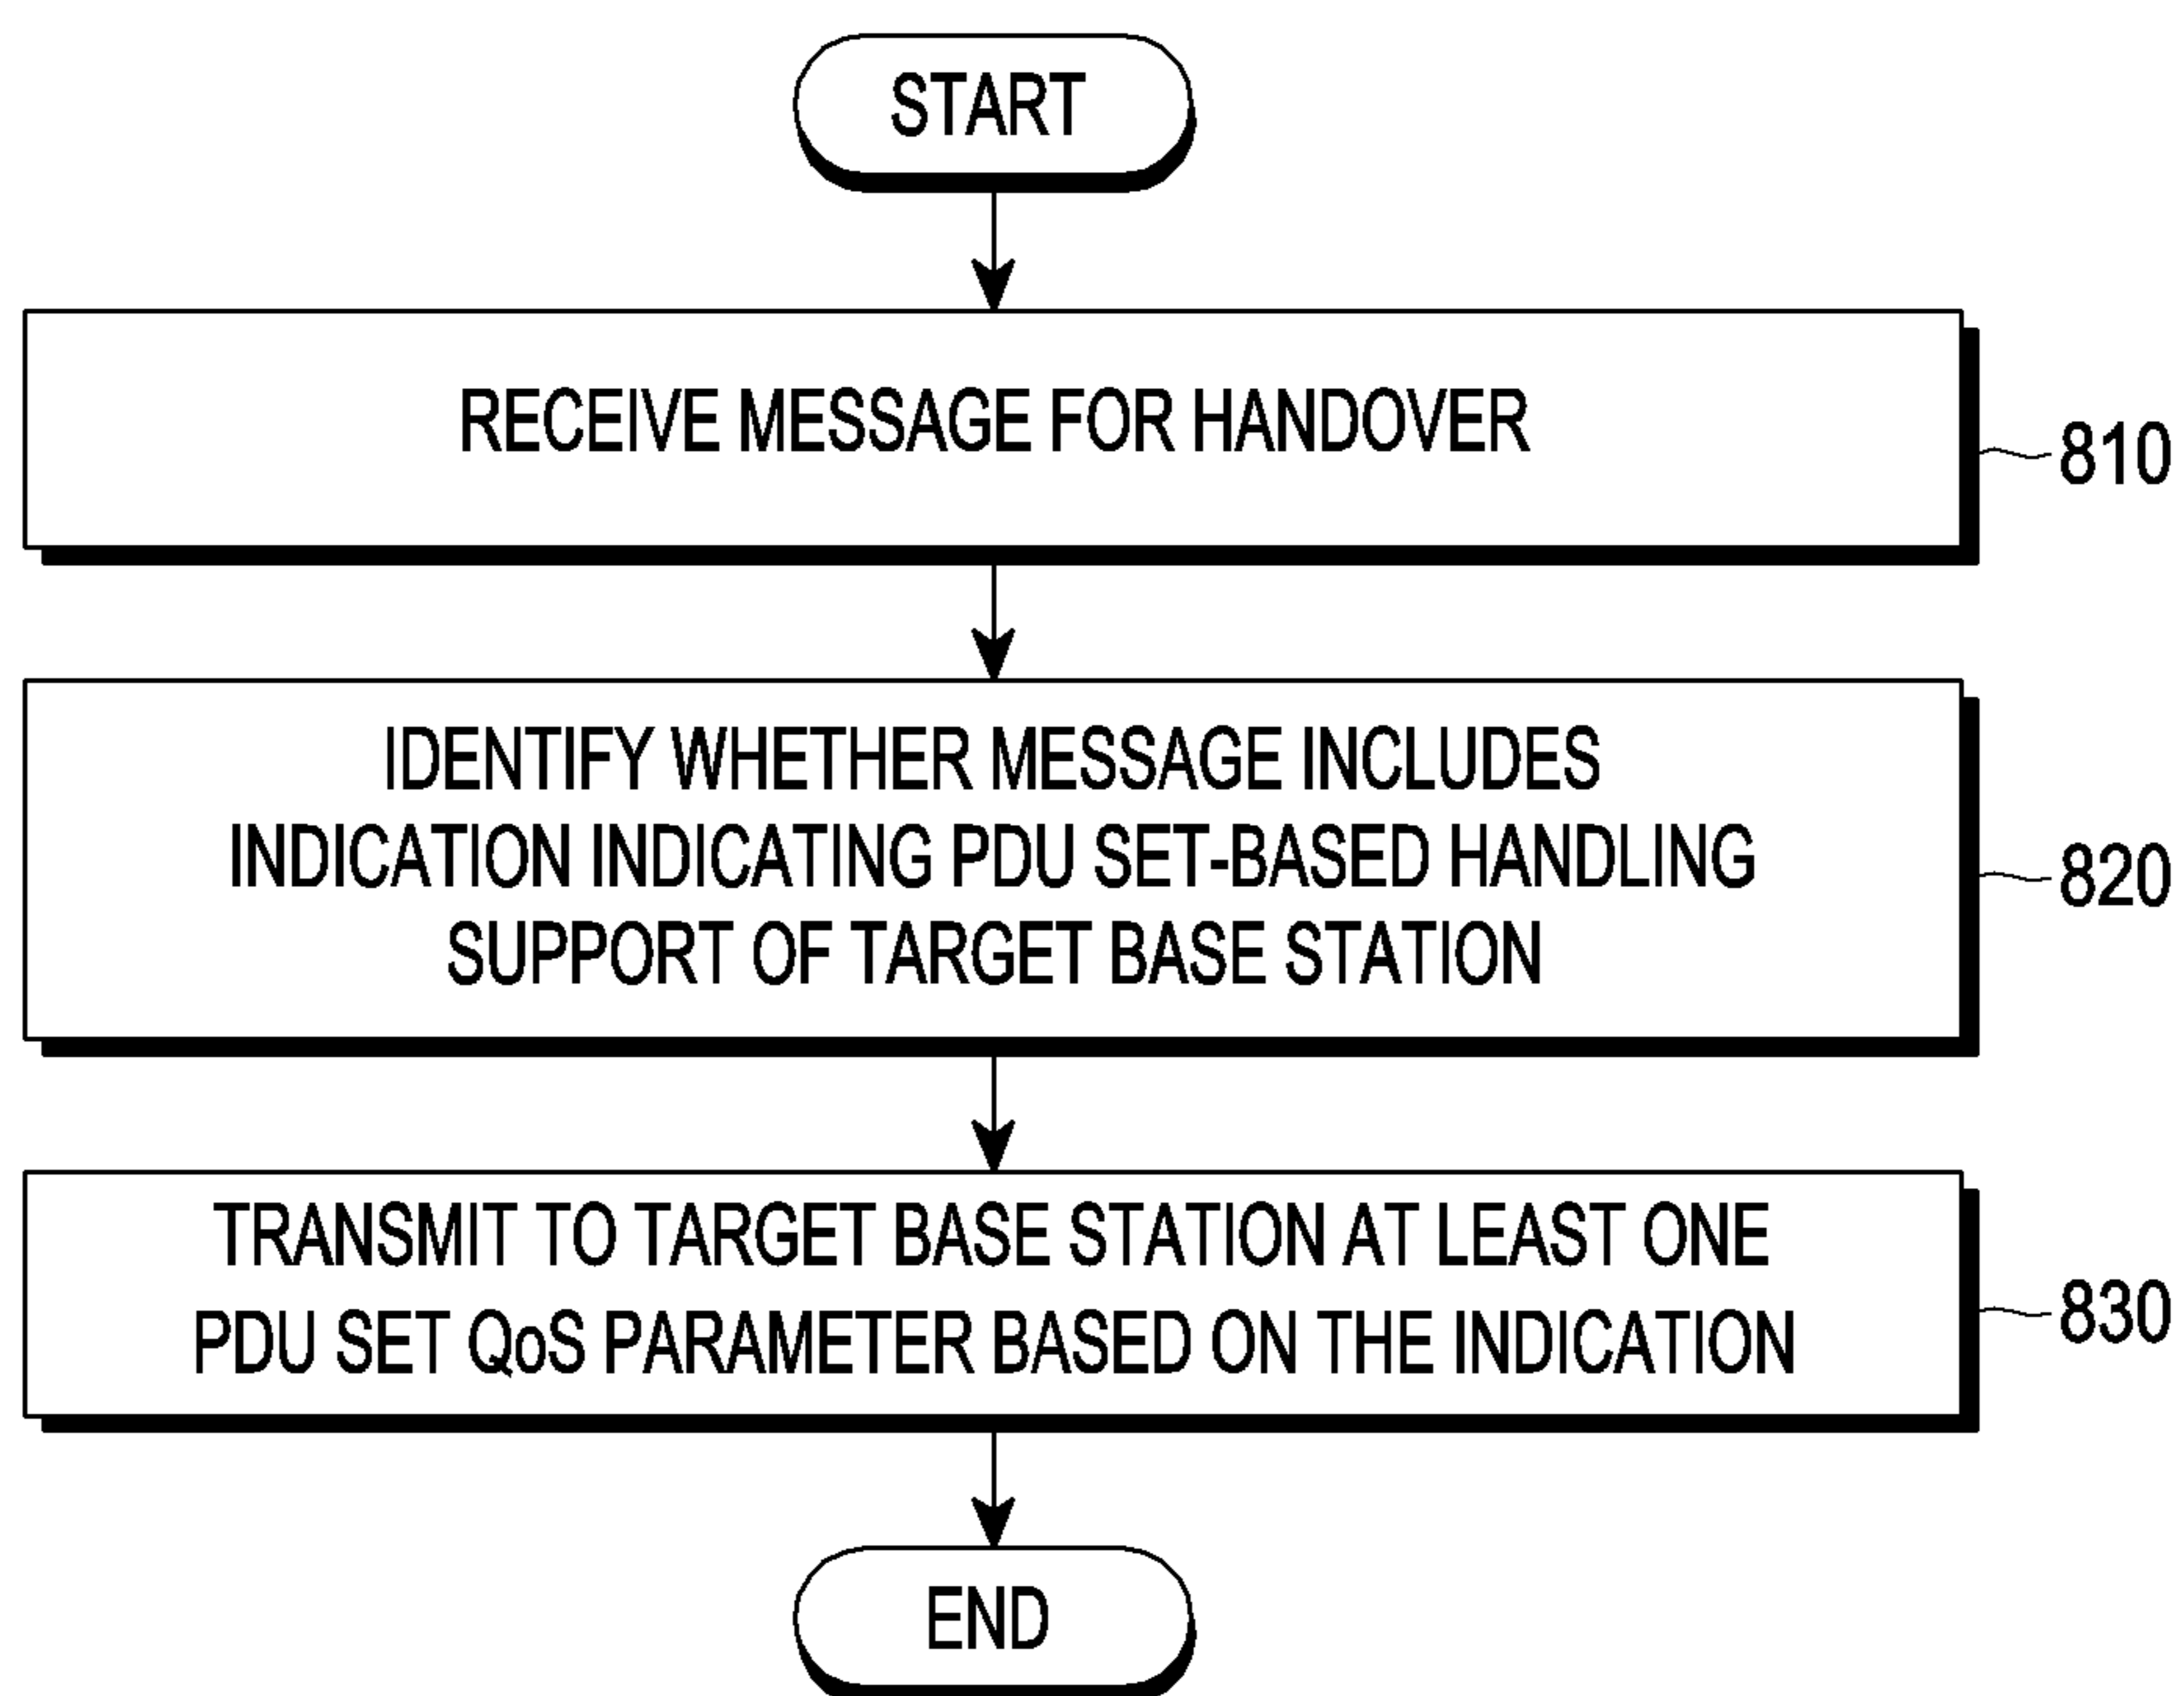 START
RECEIVE MESSAGE FOR HANDOVER
810
IDENTIFY WHETHER MESSAGE INCLUDES
INDICATION INDICATING PDU SET-BASED HANDLING
SUPPORT OF TARGET BASE STATION
820
TRANSMIT TO TARGET BASE STATION AT LEAST ONE
PDU SET QoS PARAMETER BASED ON THE INDICATION
830
END